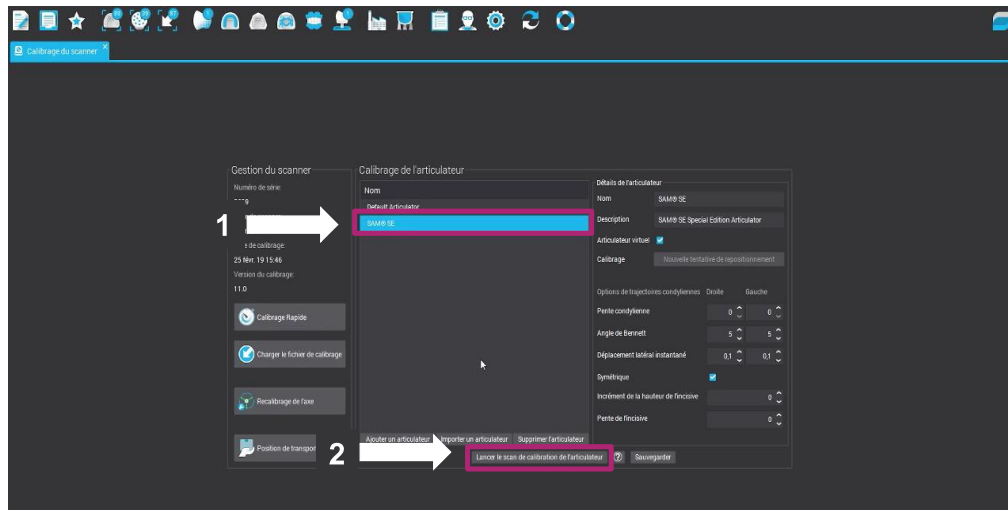 Calibrage du scanner
Gestion du scanner
Numéro de série:
1
e de calibrage:
25 févr. 19 15:46
Version du calibrage:
11.0
Calibrage Rapide
Charger le fichier de calibrage
Recalibrage de l'axe
Position de transpor
Calibrage de l'articulateur
Nom
Default Articulator
SAM® SE
Ajouter un articulateur
Importer un articulateur
Supprimer l'articulateur
2
Lancer le scan de calibration de l'articulateur
?
Sauvegarder
Détails de l'articulateur
Nom SAM® SE
Description SAM® SE Special Edition Articulator
Articulateur virtuel
Calibrage Nouvelle tentative de repositionnement
Options de trajectoires condyliennes Droite Gauche
Pente condylienne 0 0
Angle de Bennett 5 5
Déplacement latéral instantané 0,1 0,1
Symétrique
Incrément de la hauteur de l'incisive 0
Pente de l'incisive 0